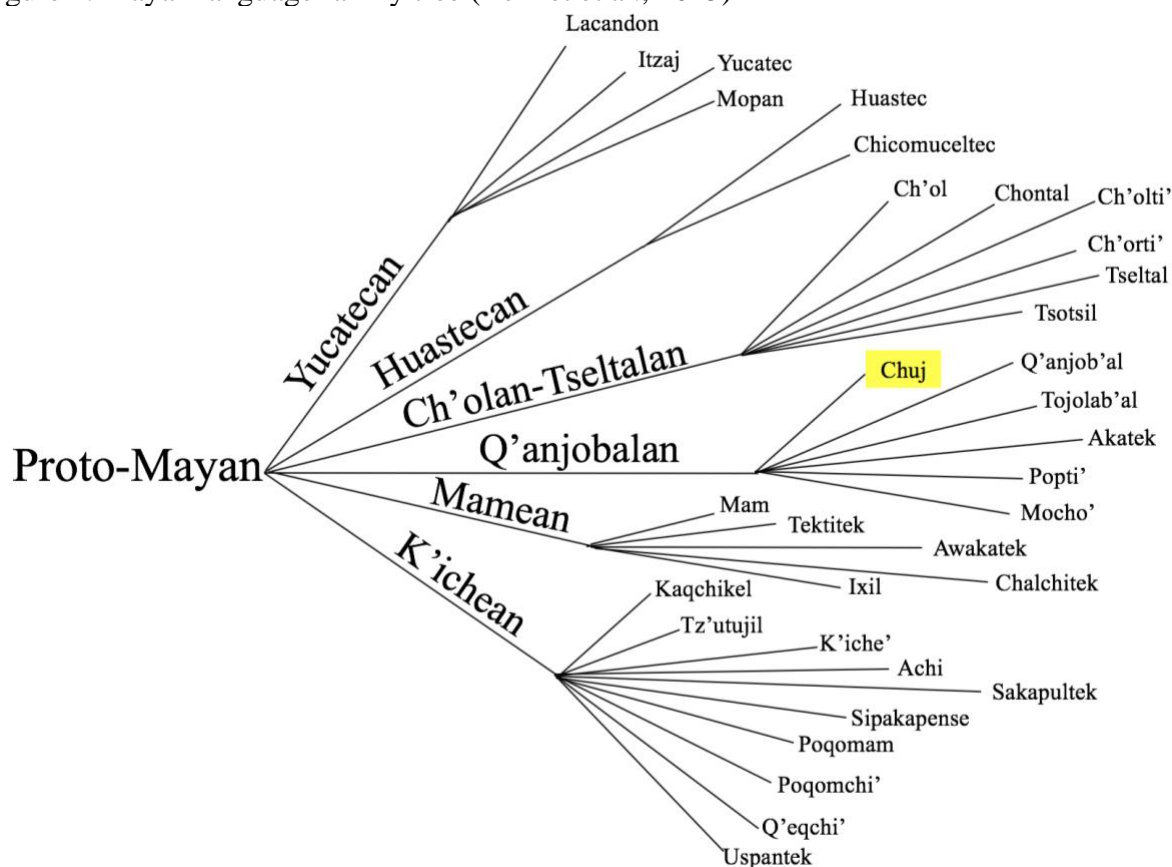 Lacandon
Itzaj
Yucatec
Mopan
Huastec
Chicomuceltec
Ch’ol
Chontal
Ch’olti’
Ch’orti’
Tseltal
Tsotsil
Chuj
Q’anjob’al
Tojolab’al
Akatek
Popti’
Mocho’
Yucatecan
Huastecan
Ch’olan-Tseltalan
Q’anjobalan
Proto-Mayan
Mamean
K’ichean
Mam
Tektitek
Awakatek
Chalchitek
Ixil
Kaqchikel
Tz’utujil
K’iche’
Achi
Sakapultek
Sipakapense
Poqomam
Poqomchi’
Q’eqchi’
Uspantek